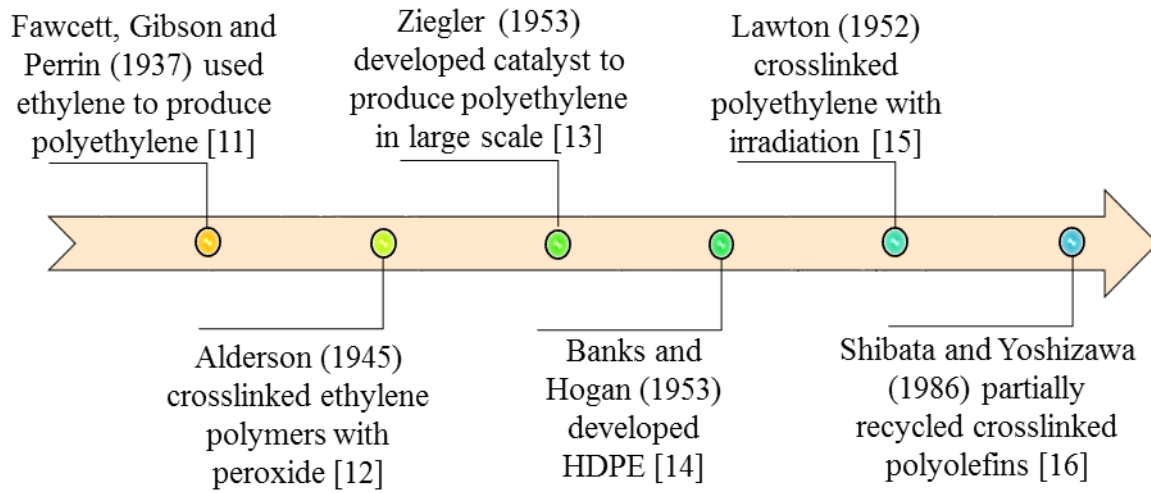 Fawcett, Gibson and
Perrin (1937) used
ethylene to produce
polyethylene [11]
Ziegler (1953)
developed catalyst to
produce polyethylene
in large scale [13]
Lawton (1952)
crosslinked
polyethylene with
irradiation [15]
Alderson (1945)
crosslinked ethylene
polymers with
peroxide [12]
Banks and
Hogan (1953)
developed
HDPE [14]
Shibata and Yoshizawa
(1986) partially
recycled crosslinked
polyolefins [16]